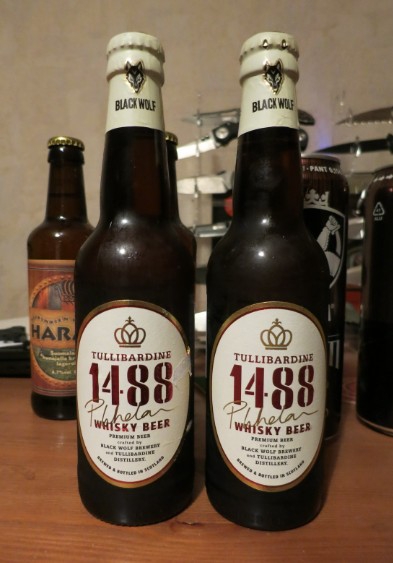 BLACK WOLF
TULLIBARDINE
1488
WHISKY BEER
PREMIUM BEER
crafted by
BLACK WOLF BREWERY
and TULLIBARDINE
DISTILLERY.
BREWED & BOTTLED IN SCOTLAND
BLACK WOLF
TULLIBARDINE
1488
WHISKY BEER
PREMIUM BEER
crafted by
BLACK WOLF BREWERY
and TULLIBARDINE
DISTILLERY.
BREWED & BOTTLED IN SCOTLAND
HARA
PANT